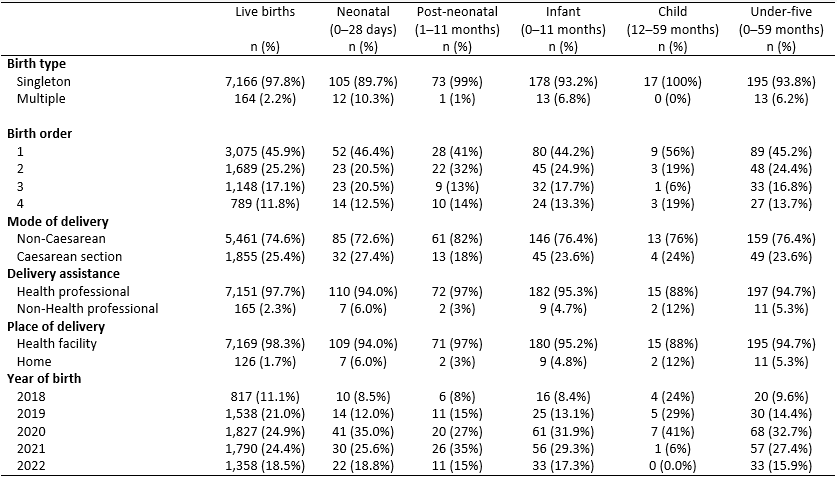 Live births Neonatal Post-neonatal Infant Child Under-five
(0–28 days) (1–11 months) (0–11 months) (12–59 months) (0–59 months)
n (%) n (%) n (%) n (%) n (%) n (%)
Birth type
Singleton 7,166 (97.8%) 105 (89.7%) 73 (99%) 178 (93.2%) 17 (100%) 195 (93.8%)
Multiple 164 (2.2%) 12 (10.3%) 1 (1%) 13 (6.8%) 0 (0%) 13 (6.2%)
Birth order
1 3,075 (45.9%) 52 (46.4%) 28 (41%) 80 (44.2%) 9 (56%) 89 (45.2%)
2 1,689 (25.2%) 23 (20.5%) 22 (32%) 45 (24.9%) 3 (19%) 48 (24.4%)
3 1,148 (17.1%) 23 (20.5%) 9 (13%) 32 (17.7%) 1 (6%) 33 (16.8%)
4 789 (11.8%) 14 (12.5%) 10 (14%) 24 (13.3%) 3 (19%) 27 (13.7%)
Mode of delivery
Non-Caesarean 5,461 (74.6%) 85 (72.6%) 61 (82%) 146 (76.4%) 13 (76%) 159 (76.4%)
Caesarean section 1,855 (25.4%) 32 (27.4%) 13 (18%) 45 (23.6%) 4 (24%) 49 (23.6%)
Delivery assistance
Health professional 7,151 (97.7%) 110 (94.0%) 72 (97%) 182 (95.3%) 15 (88%) 197 (94.7%)
Non-Health professional 165 (2.3%) 7 (6.0%) 2 (3%) 9 (4.7%) 2 (12%) 11 (5.3%)
Place of delivery
Health facility 7,169 (98.3%) 109 (94.0%) 71 (97%) 180 (95.2%) 15 (88%) 195 (94.7%)
Home 126 (1.7%) 7 (6.0%) 2 (3%) 9 (4.8%) 2 (12%) 11 (5.3%)
Year of birth
2018 817 (11.1%) 10 (8.5%) 6 (8%) 16 (8.4%) 4 (24%) 20 (9.6%)
2019 1,538 (21.0%) 14 (12.0%) 11 (15%) 25 (13.1%) 5 (29%) 30 (14.4%)
2020 1,827 (24.9%) 41 (35.0%) 20 (27%) 61 (31.9%) 7 (41%) 68 (32.7%)
2021 1,790 (24.4%) 30 (25.6%) 26 (35%) 56 (29.3%) 1 (6%) 57 (27.4%)
2022 1,358 (18.5%) 22 (18.8%) 11 (15%) 33 (17.3%) 0 (0.0%) 33 (15.9%)